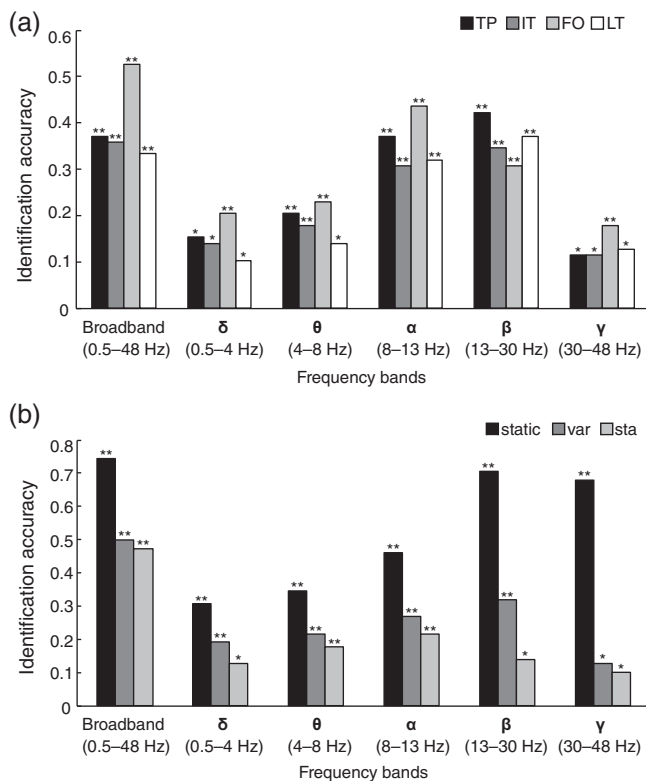 (a)
TP IT FO LT
Identification accuracy
0.6
0.5
0.4
0.3
0.2
0.1
0
** ** ** **
* * ** *
** ** ** *
** ** ** **
** ** ** **
* * ** *
Broadband δ θ α β γ
(0.5–48 Hz) (0.5–4 Hz) (4–8 Hz) (8–13 Hz) (13–30 Hz) (30–48 Hz)
Frequency bands
(b)
static var sta
Identification accuracy
0.8
0.7
0.6
0.5
0.4
0.3
0.2
0.1
0
** ** **
** ** *
** ** **
** ** **
** ** *
** * *
Broadband δ θ α β γ
(0.5–48 Hz) (0.5–4 Hz) (4–8 Hz) (8–13 Hz) (13–30 Hz) (30–48 Hz)
Frequency bands